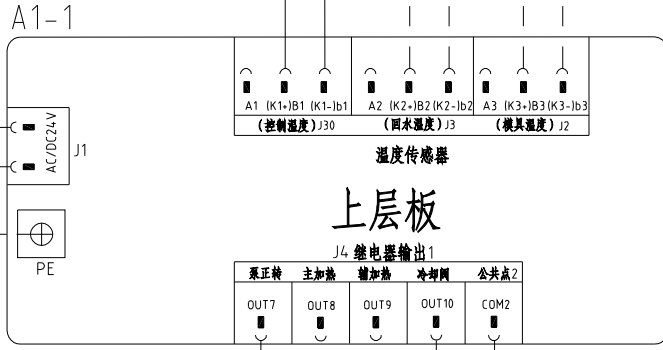 A1-1
A1 (K1+)B1 (K1-)b1 A2 (K2+)B2 (K2-)b2 A3 (K3+)B3 (K3-)b3
(控制温度)J30 (回水温度)J3 (模具温度)J2
温度传感器
AC/DC24V
J1
上层板
PE
J4 继电器输出1
泵正转 主加热 辅加热 冷却阀 公共点2
OUT7 OUT8 OUT9 OUT10 COM2